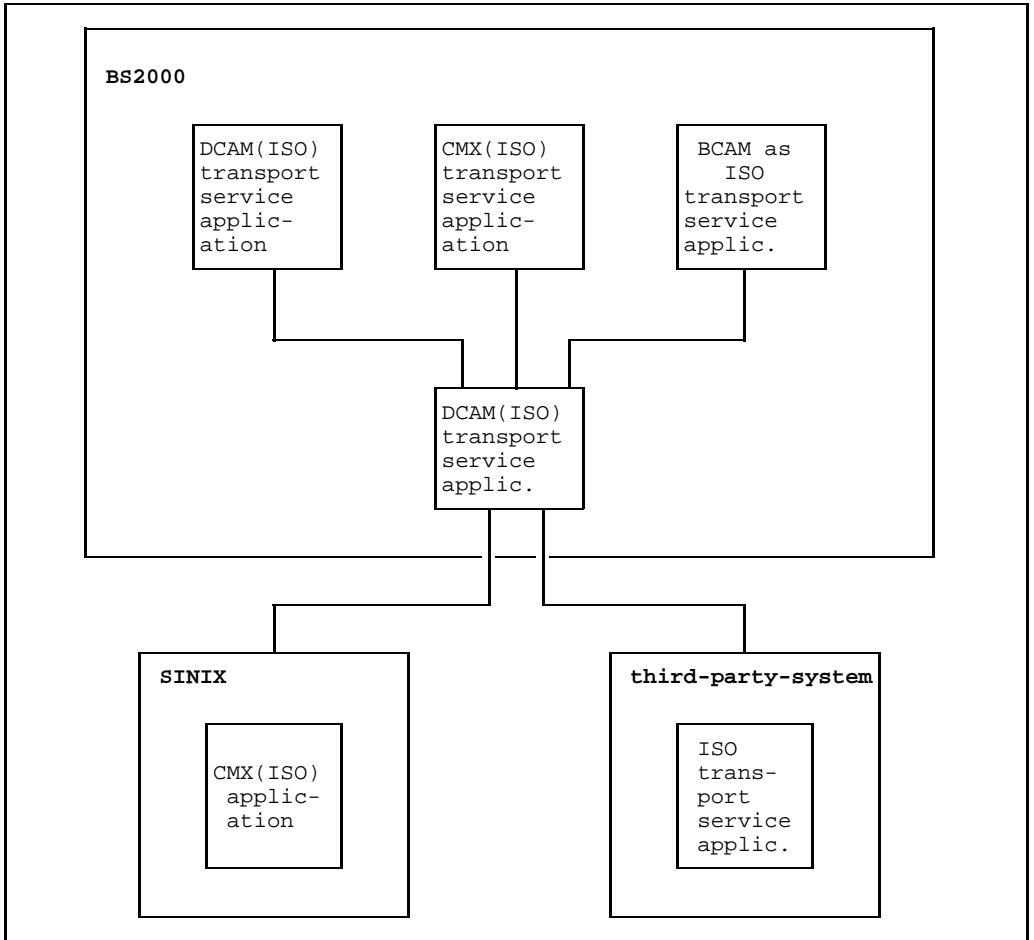 BS2000
DCAM(ISO)
transport
service
applic-
ation
CMX(ISO)
transport
service
applic-
ation
BCAM as
ISO
transport
service
applic.
DCAM(ISO)
transport
service
applic.
SINIX
CMX(ISO)
applic-
ation
third-party-system
ISO
trans-
port
service
applic.